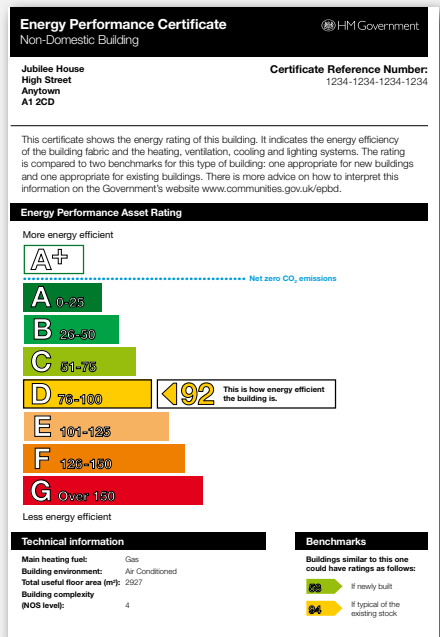 Energy Performance Certificate
Non-Domestic Building
HM Government
Jubilee House
High Street
Anytown
A1 2CD
Certificate Reference Number:
1234-1234-1234-1234
This certificate shows the energy rating of this building. It indicates the energy efficiency
of the building fabric and the heating, ventilation, cooling and lighting systems. The rating
is compared to two benchmarks for this type of building: one appropriate for new buildings
and one appropriate for existing buildings. There is more advice on how to interpret this
information on the Government's website www.communities.gov.uk/epbd.
Energy Performance Asset Rating
More energy efficient
A+
Net zero CO₂ emissions
A 0-25
B 26-50
C 51-75
D 76-100
92
This is how energy efficient
the building is.
E 101-125
F 126-150
G Over 150
Less energy efficient
Technical information
Main heating fuel: Gas
Building environment: Air Conditioned
Total useful floor area (m²): 2927
Building complexity
(NOS level): 4
Benchmarks
Buildings similar to this one
could have ratings as follows:
If newly built
94
If typical of the
existing stock